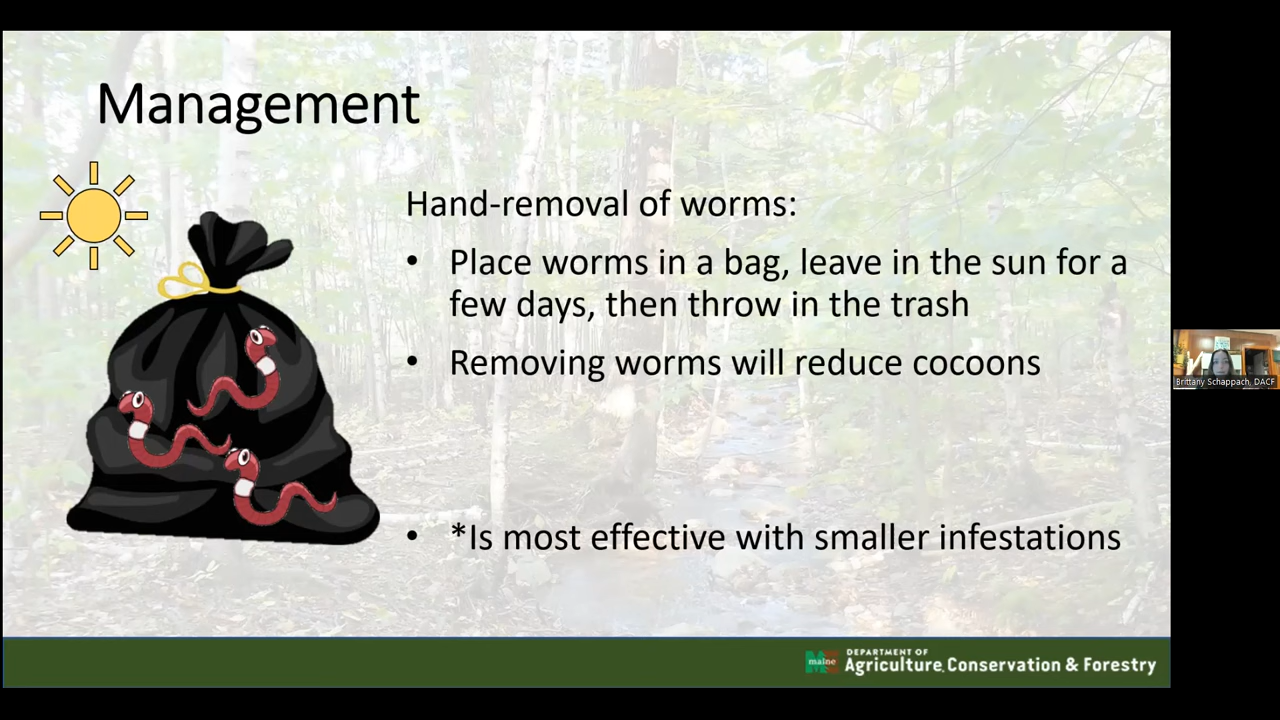 Management
Hand-removal of worms:
• Place worms in a bag, leave in the sun for a
few days, then throw in the trash
• Removing worms will reduce cocoons
• *Is most effective with smaller infestations
maine
DEPARTMENT OF
Agriculture, Conservation & Forestry
Brittany Schappach, DACF